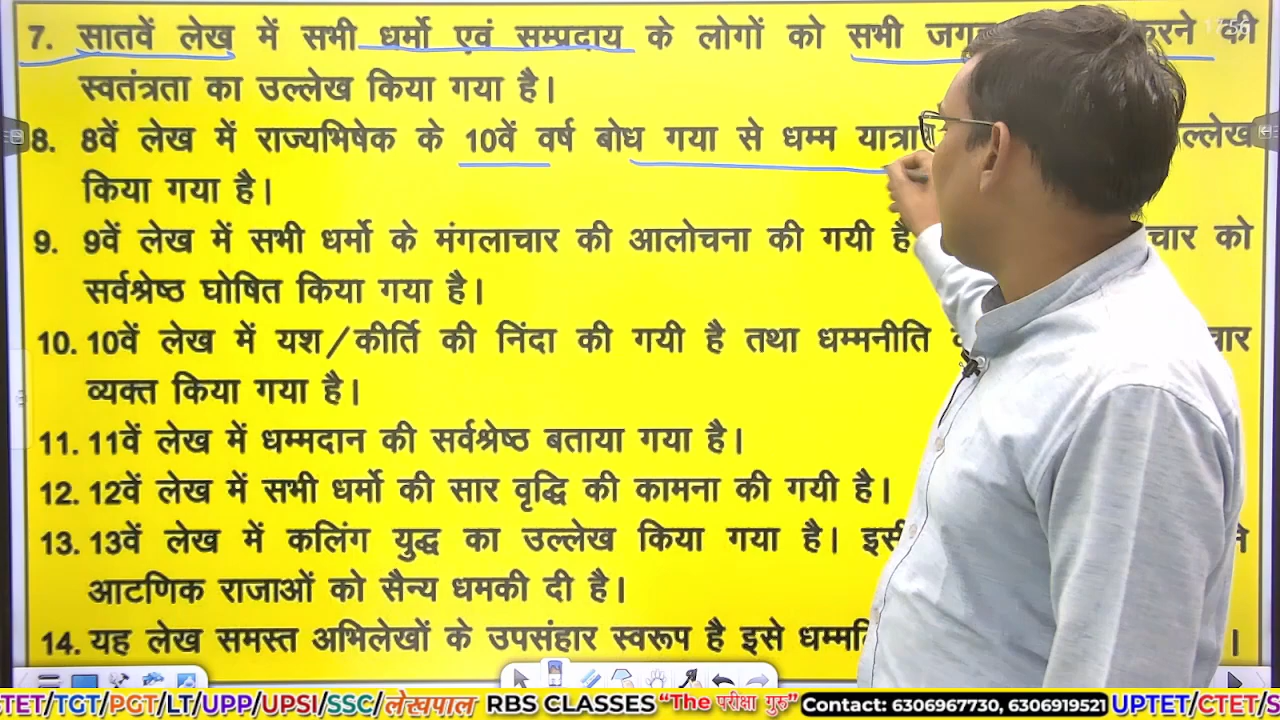 7. सातवें लेख में सभी धर्मो एवं सम्प्रदाय के लोगों को सभी करने की
17:56
स्वतंत्रता का उल्लेख किया गया है।
8. 8वें लेख में राज्यभिषेक के 10वें वर्ष बोध गया से धम्म यात्रा
किया गया है।
9. 9वें लेख में सभी धर्मो के मंगलाचार की आलोचना की गयी है को
सर्वश्रेष्ठ घोषित किया गया है।
10. 10वें लेख में यश/कीर्ति की निंदा की गयी है तथा धम्मनीति
व्यक्त किया गया है।
11. 11वें लेख में धम्मदान की सर्वश्रेष्ठ बताया गया है।
12. 12वें लेख में सभी धर्मो की सार वृद्धि की कामना की गयी है।
13. 13वें लेख में कलिंग युद्ध का उल्लेख किया गया है।
आटणिक राजाओं को सैन्य धमकी दी है।
14. यह लेख समस्त अभिलेखों के उपसंहार स्वरूप है इसे
TET/TGT/PGT/LT/UPP/UPSI/SSC/लेखपाल RBS CLASSES "The परीक्षा गुरु" Contact: 6306967730, 6306919521 UPTET/CTET/S